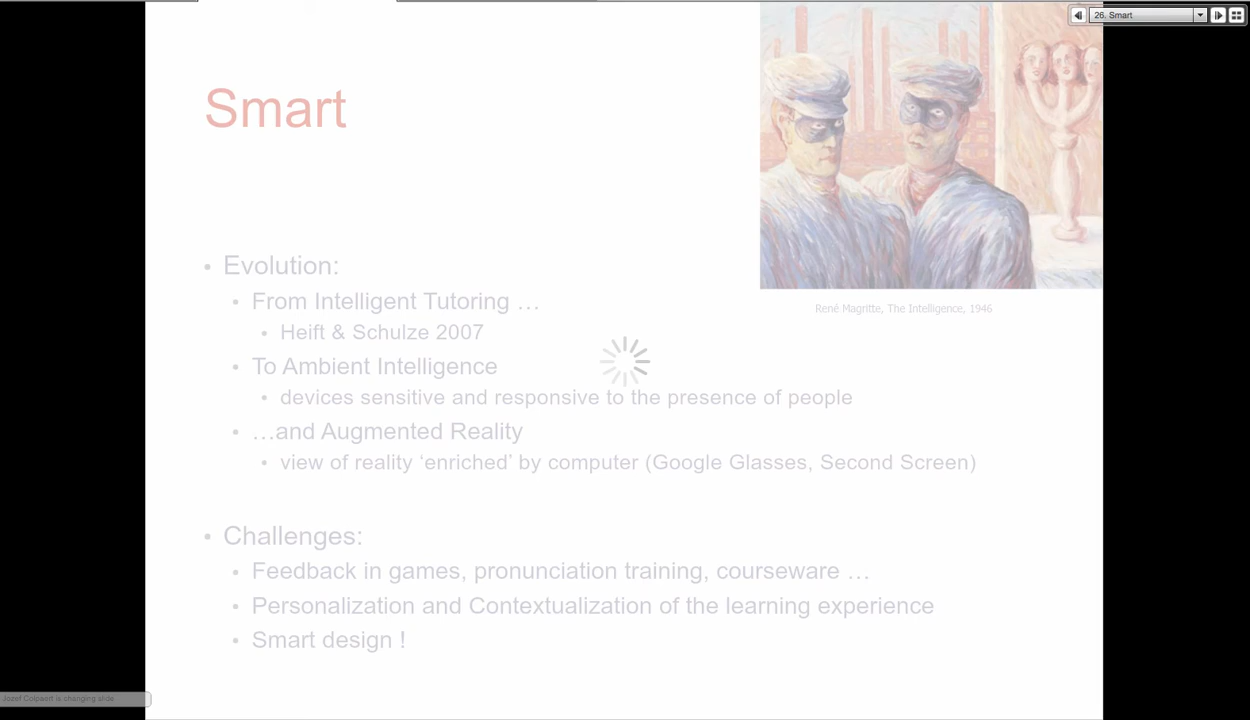 26. Smart
Smart
René Magritte, The Intelligence, 1946
• Evolution:
• From Intelligent Tutoring …
• Heift & Schulze 2007
• To Ambient Intelligence
• devices sensitive and responsive to the presence of people
• …and Augmented Reality
• view of reality ‘enriched’ by computer (Google Glasses, Second Screen)
• Challenges:
• Feedback in games, pronunciation training, courseware …
• Personalization and Contextualization of the learning experience
• Smart design !
Jozef Colpaert is changing slide